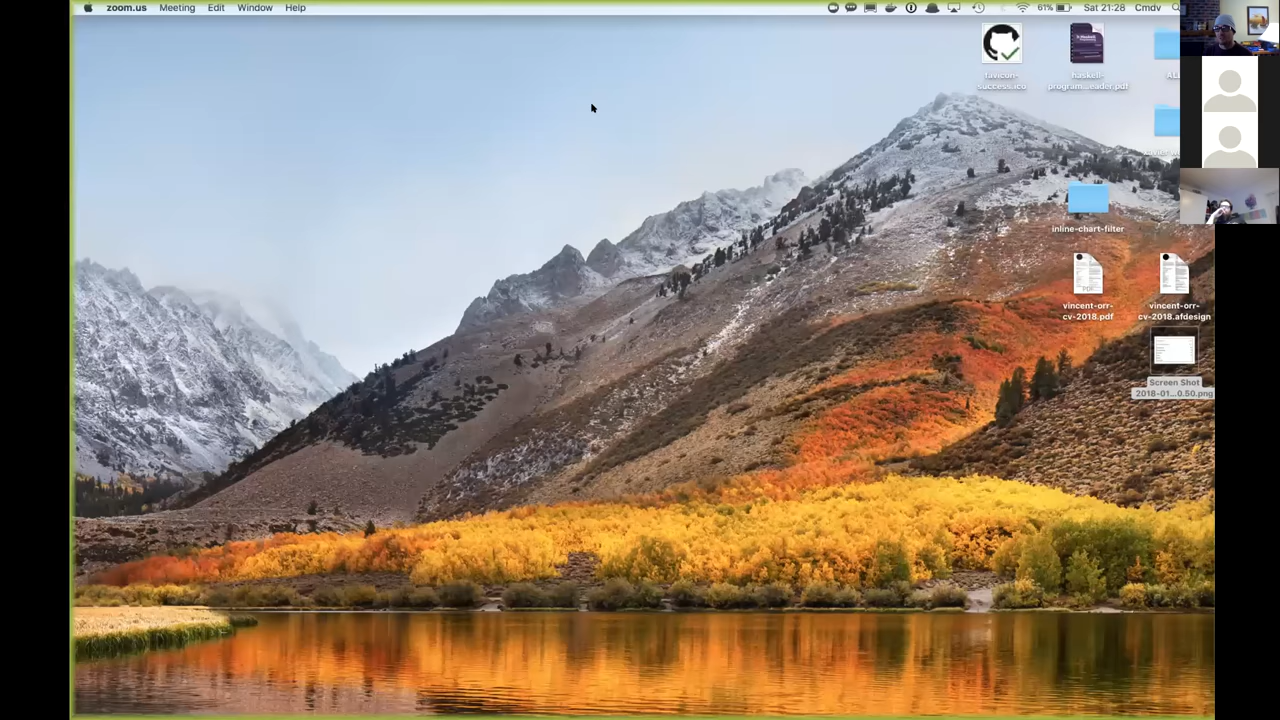 zoom.us Meeting Edit Window Help
61% Sat 21:28 Cmdv
favicon-
success.ico
haskell-
program...eader.pdf
inline-chart-filter
vincent-orr-
cv-2018.pdf
vincent-orr-
cv-2018.afdesign
Screen Shot
2018-01...0.50.png